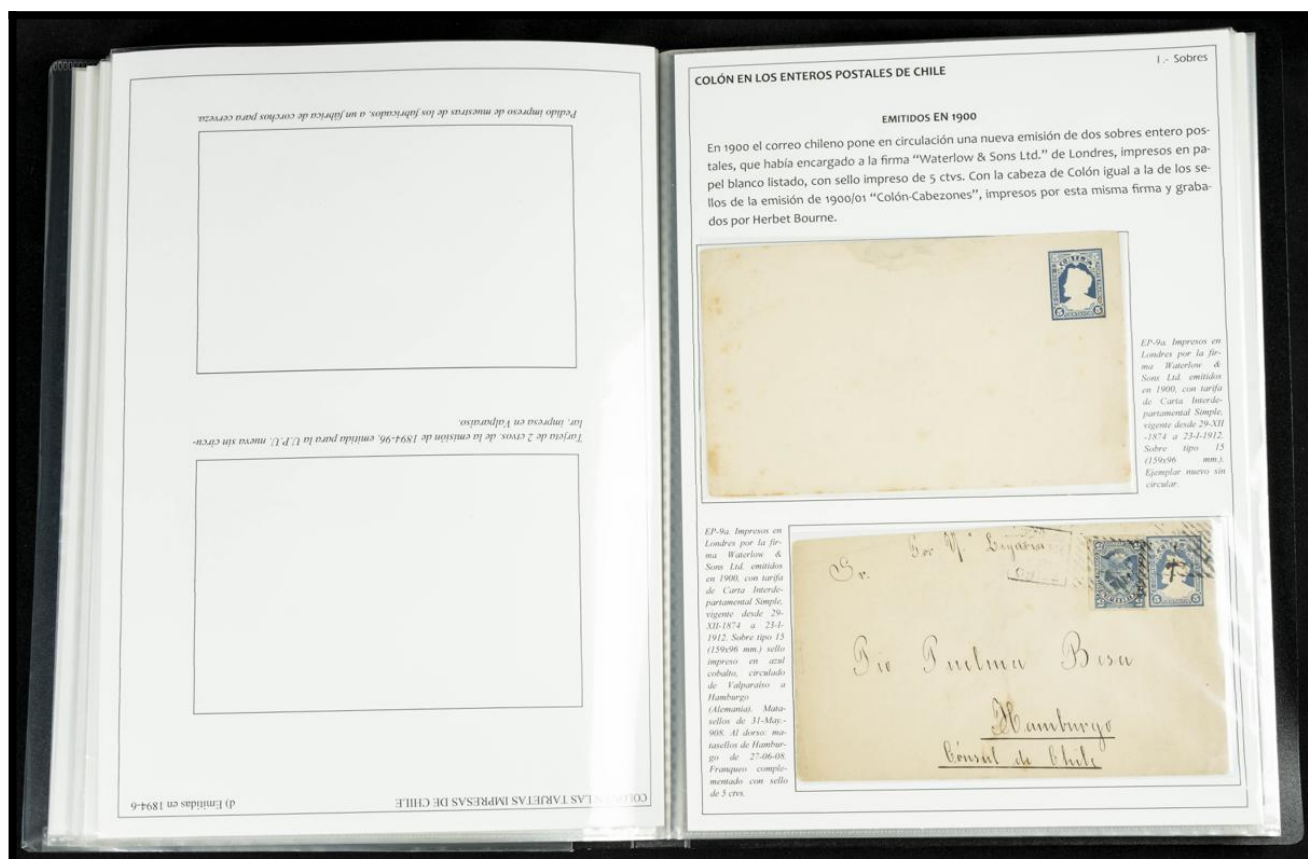 Pedido impreso de muestras de los fabricados, a un fábrica de corchos para cerveza.
Tarjeta de 2 ctvos. de la emisión de 1894-96, emitida para la U.P.U. nueva sin circu-
lar, impresa en Valparaíso.
COLÓN EN LAS TARJETAS IMPRESAS DE CHILE
d) Emitidas en 1894-6
COLÓN EN LOS ENTEROS POSTALES DE CHILE
I .- Sobres
EMITIDOS EN 1900
En 1900 el correo chileno pone en circulación una nueva emisión de dos sobres entero pos-
tales, que había encargado a la firma “Waterlow & Sons Ltd.” de Londres, impresos en pa-
pel blanco listado, con sello impreso de 5 ctvs. Con la cabeza de Colón igual a la de los se-
llos de la emisión de 1900/01 “Colón-Cabezones”, impresos por esta misma firma y graba-
dos por Herbet Bourne.
CHILE
5 5
EP-9a. Impresos en
Londres por la fir-
ma Waterlow &
Sons Ltd. emitidos
en 1900, con tarifa
de Carta Interde-
partamental Simple,
vigente desde 29-XII
-1874 a 23-I-1912.
Sobre tipo 15
(159x96 mm.).
Ejemplar nuevo sin
circular.
EP-9a. Impresos en
Londres por la fir-
ma Waterlow &
Sons Ltd. emitidos
en 1900, con tarifa
de Carta Interde-
partamental Simple,
vigente desde 29-
XII-1874 a 23-I-
1912. Sobre tipo 15
(159x96 mm.) sello
impreso en azul
cobalto, circulado
de Valparaíso a
Hamburgo
(Alemania). Mata-
sellos de 31-May.-
908. Al dorso: ma-
tasellos de Hambur-
go de 27-06-08.
Franqueo comple-
mentado con sello
de 5 ctvs.
Sr.
Pio Puelma Besa
Hamburgo
Cónsul de Chile
5 5